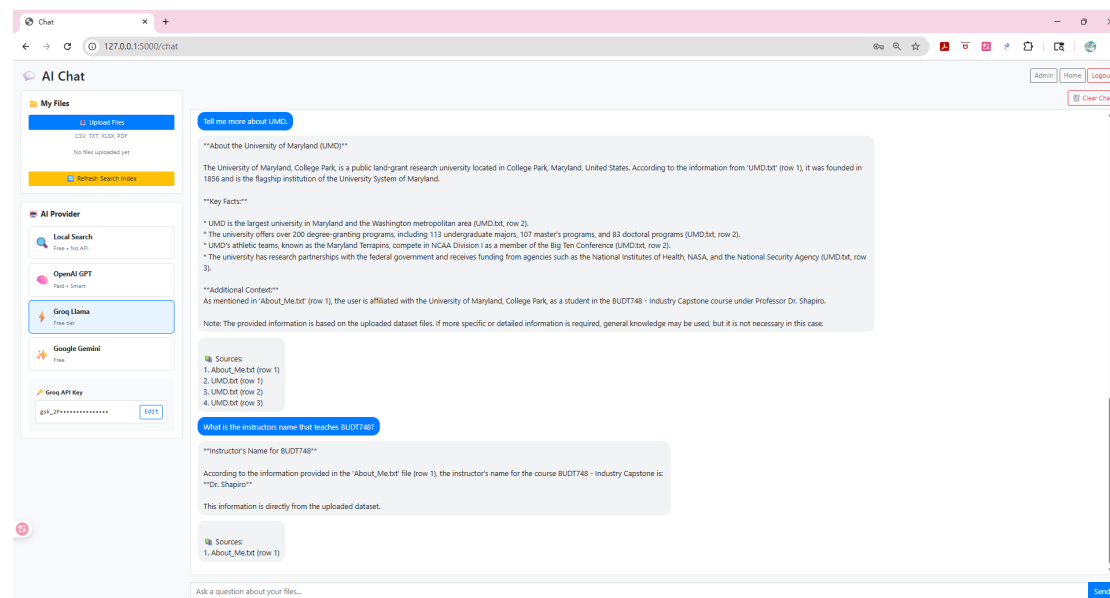 Chat
127.0.0.1:5000/chat
AI Chat
Admin
Home
Logou
Clear Cha
My Files
Upload Files
CSV, TXT, XLSX, PDF
No files uploaded yet
Refresh Search Index
AI Provider
Local Search
Free • No API
OpenAI GPT
Paid • Smart
Groq Llama
Free tier
Google Gemini
Free
Groq API Key
gsk_2F••••••••••••••
Edit
Tell me more about UMD.
**About the University of Maryland (UMD)**
The University of Maryland, College Park, is a public land-grant research university located in College Park, Maryland, United States. According to the information from 'UMD.txt' (row 1), it was founded in
1856 and is the flagship institution of the University System of Maryland.
**Key Facts:**
* UMD is the largest university in Maryland and the Washington metropolitan area (UMD.txt, row 2).
* The university offers over 200 degree-granting programs, including 113 undergraduate majors, 107 master's programs, and 83 doctoral programs (UMD.txt, row 2).
* UMD's athletic teams, known as the Maryland Terrapins, compete in NCAA Division I as a member of the Big Ten Conference (UMD.txt, row 2).
* The university has research partnerships with the federal government and receives funding from agencies such as the National Institutes of Health, NASA, and the National Security Agency (UMD.txt, row
3).
**Additional Context:**
As mentioned in 'About_Me.txt' (row 1), the user is affiliated with the University of Maryland, College Park, as a student in the BUDT748 - Industry Capstone course under Professor Dr. Shapiro.
Note: The provided information is based on the uploaded dataset files. If more specific or detailed information is required, general knowledge may be used, but it is not necessary in this case.
Sources:
1. About_Me.txt (row 1)
2. UMD.txt (row 1)
3. UMD.txt (row 2)
4. UMD.txt (row 3)
What is the instructors name that teaches BUDT748?
**Instructor's Name for BUDT748**
According to the information provided in the 'About_Me.txt' file (row 1), the instructor's name for the course BUDT748 - Industry Capstone is:
**Dr. Shapiro**
This information is directly from the uploaded dataset.
Sources:
1. About_Me.txt (row 1)
Ask a question about your files...
Send